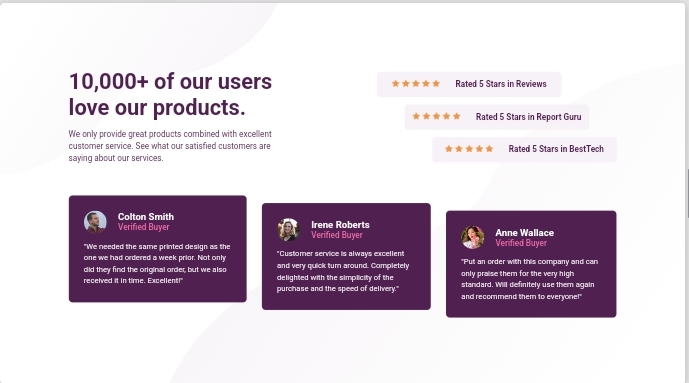 10,000+ of our users
love our products.
We only provide great products combined with excellent
customer service. See what our satisfied customers are
saying about our services.
Rated 5 Stars in Reviews
Rated 5 Stars in Report Guru
Rated 5 Stars in BestTech
Colton Smith
Verified Buyer
"We needed the same printed design as the
one we had ordered a week prior. Not only
did they find the original order, but we also
received it in time. Excellent!"
Irene Roberts
Verified Buyer
"Customer service is always excellent
and very quick turn around. Completely
delighted with the simplicity of the
purchase and the speed of delivery."
Anne Wallace
Verified Buyer
"Put an order with this company and can
only praise them for the very high
standard. Will definitely use them again
and recommend them to everyone!"